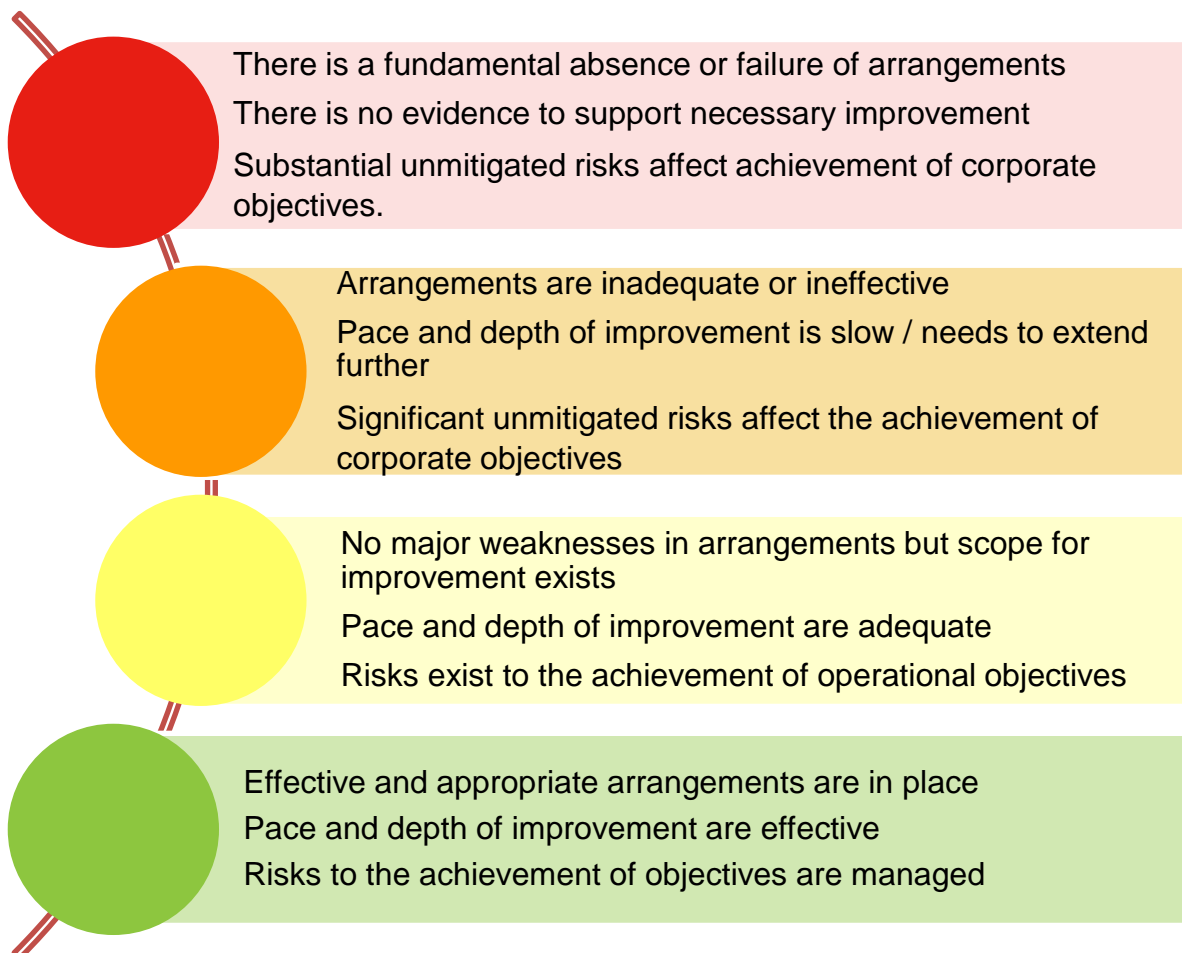 There is a fundamental absence or failure of arrangements
There is no evidence to support necessary improvement
Substantial unmitigated risks affect achievement of corporate
objectives.
Arrangements are inadequate or ineffective
Pace and depth of improvement is slow / needs to extend
further
Significant unmitigated risks affect the achievement of
corporate objectives
No major weaknesses in arrangements but scope for
improvement exists
Pace and depth of improvement are adequate
Risks exist to the achievement of operational objectives
Effective and appropriate arrangements are in place
Pace and depth of improvement are effective
Risks to the achievement of objectives are managed